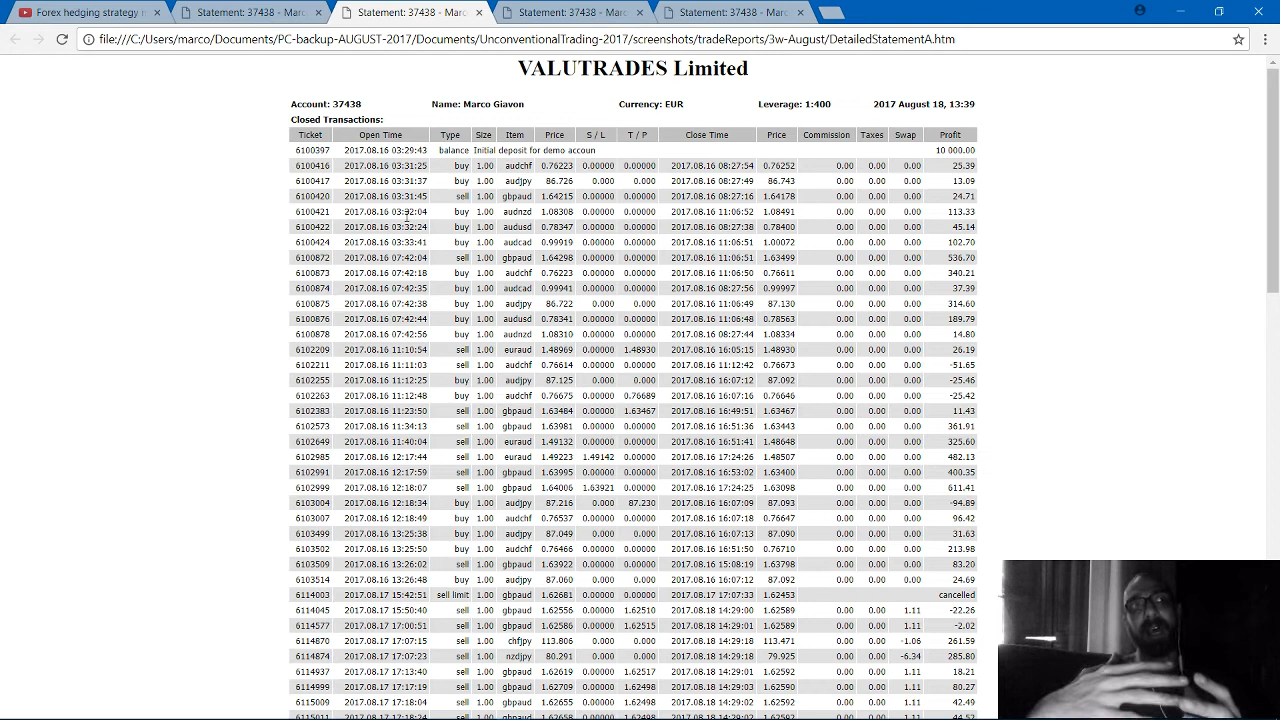 Forex hedging strategy m
Statement: 37438 - Marc
Statement: 37438 - Marc
Statement: 37438 - Marc
Statement: 37438 - Marc
file:///C:/Users/marco/Documents/PC-backup-AUGUST-2017/Documents/UnconventionalTrading-2017/screenshots/tradeReports/3w-August/DetailedStatementA.htm
VALUTRADES Limited
Account: 37438 Name: Marco Giavon Currency: EUR Leverage: 1:400 2017 August 18, 13:39
Closed Transactions:
Ticket Open Time Type Size Item Price S / L T / P Close Time Price Commission Taxes Swap Profit
6100397 2017.08.16 03:29:43 balance Initial deposit for demo accoun 10 000.00
6100416 2017.08.16 03:31:25 buy 1.00 audchf 0.76223 0.00000 0.00000 2017.08.16 08:27:54 0.76252 0.00 0.00 0.00 25.39
6100417 2017.08.16 03:31:37 buy 1.00 audjpy 86.726 0.000 0.000 2017.08.16 08:27:49 86.743 0.00 0.00 0.00 13.09
6100420 2017.08.16 03:31:45 sell 1.00 gbpaud 1.64215 0.00000 0.00000 2017.08.16 08:27:16 1.64178 0.00 0.00 0.00 24.71
6100421 2017.08.16 03:32:04 buy 1.00 audnzd 1.08308 0.00000 0.00000 2017.08.16 11:06:52 1.08491 0.00 0.00 0.00 113.33
6100422 2017.08.16 03:32:24 buy 1.00 audusd 0.78347 0.00000 0.00000 2017.08.16 08:27:38 0.78400 0.00 0.00 0.00 45.14
6100424 2017.08.16 03:33:41 buy 1.00 audcad 0.99919 0.00000 0.00000 2017.08.16 11:06:51 1.00072 0.00 0.00 0.00 102.70
6100872 2017.08.16 07:42:04 sell 1.00 gbpaud 1.64298 0.00000 0.00000 2017.08.16 11:06:51 1.63499 0.00 0.00 0.00 536.70
6100873 2017.08.16 07:42:18 buy 1.00 audchf 0.76223 0.00000 0.00000 2017.08.16 11:06:50 0.76611 0.00 0.00 0.00 340.21
6100874 2017.08.16 07:42:35 buy 1.00 audcad 0.99941 0.00000 0.00000 2017.08.16 08:27:56 0.99997 0.00 0.00 0.00 37.39
6100875 2017.08.16 07:42:38 buy 1.00 audjpy 86.722 0.000 0.000 2017.08.16 11:06:49 87.130 0.00 0.00 0.00 314.60
6100876 2017.08.16 07:42:44 buy 1.00 audusd 0.78341 0.00000 0.00000 2017.08.16 11:06:48 0.78563 0.00 0.00 0.00 189.79
6100878 2017.08.16 07:42:56 buy 1.00 audnzd 1.08310 0.00000 0.00000 2017.08.16 08:27:44 1.08334 0.00 0.00 0.00 14.80
6102209 2017.08.16 11:10:54 sell 1.00 euraud 1.48969 0.00000 1.48930 2017.08.16 16:05:15 1.48930 0.00 0.00 0.00 26.19
6102211 2017.08.16 11:11:03 sell 1.00 audchf 0.76614 0.00000 0.00000 2017.08.16 11:12:42 0.76673 0.00 0.00 0.00 -51.65
6102255 2017.08.16 11:12:25 buy 1.00 audjpy 87.125 0.000 0.000 2017.08.16 16:07:12 87.092 0.00 0.00 0.00 -25.46
6102263 2017.08.16 11:12:48 buy 1.00 audchf 0.76675 0.00000 0.76689 2017.08.16 16:07:16 0.76646 0.00 0.00 0.00 -25.42
6102383 2017.08.16 11:23:50 sell 1.00 gbpaud 1.63484 0.00000 1.63467 2017.08.16 16:49:51 1.63467 0.00 0.00 0.00 11.43
6102573 2017.08.16 11:34:13 sell 1.00 gbpaud 1.63981 0.00000 0.00000 2017.08.16 16:51:36 1.63443 0.00 0.00 0.00 361.91
6102649 2017.08.16 11:40:04 sell 1.00 euraud 1.49132 0.00000 0.00000 2017.08.16 16:51:41 1.48648 0.00 0.00 0.00 325.60
6102985 2017.08.16 12:17:44 sell 1.00 euraud 1.49223 1.49142 0.00000 2017.08.16 17:24:26 1.48507 0.00 0.00 0.00 482.13
6102991 2017.08.16 12:17:59 sell 1.00 gbpaud 1.63995 0.00000 0.00000 2017.08.16 16:53:02 1.63400 0.00 0.00 0.00 400.35
6102999 2017.08.16 12:18:07 sell 1.00 gbpaud 1.64006 1.63921 0.00000 2017.08.16 17:24:25 1.63098 0.00 0.00 0.00 611.41
6103004 2017.08.16 12:18:34 buy 1.00 audjpy 87.216 0.000 87.230 2017.08.16 16:07:09 87.093 0.00 0.00 0.00 -94.89
6103007 2017.08.16 12:18:49 buy 1.00 audchf 0.76537 0.00000 0.00000 2017.08.16 16:07:18 0.76647 0.00 0.00 0.00 96.42
6103499 2017.08.16 13:25:38 buy 1.00 audjpy 87.049 0.000 0.000 2017.08.16 16:07:13 87.090 0.00 0.00 0.00 31.63
6103502 2017.08.16 13:25:50 buy 1.00 audchf 0.76466 0.00000 0.00000 2017.08.16 16:51:50 0.76710 0.00 0.00 0.00 213.98
6103509 2017.08.16 13:26:02 sell 1.00 gbpaud 1.63922 0.00000 0.00000 2017.08.16 15:08:19 1.63798 0.00 0.00 0.00 83.20
6103514 2017.08.16 13:26:48 buy 1.00 audjpy 87.060 0.000 0.000 2017.08.16 16:07:12 87.092 0.00 0.00 0.00 24.69
6114003 2017.08.17 15:42:51 sell limit 1.00 gbpaud 1.62681 0.00000 0.00000 2017.08.17 17:07:33 1.62453 cancelled
6114045 2017.08.17 15:50:40 sell 1.00 gbpaud 1.62556 0.00000 1.62510 2017.08.18 14:29:00 1.62589 0.00 0.00 1.11 -22.26
6114577 2017.08.17 17:00:51 sell 1.00 gbpaud 1.62586 0.00000 1.62515 2017.08.18 14:29:01 1.62589 0.00 0.00 1.11 -2.02
6114870 2017.08.17 17:07:15 sell 1.00 chfjpy 113.806 0.000 0.000 2017.08.18 14:29:18 113.471 0.00 0.00 -1.06 261.59
6114874 2017.08.17 17:07:23 sell 1.00 nzdjpy 80.291 0.000 0.000 2017.08.18 14:29:18 79.925 0.00 0.00 -6.34 285.80
6114937 2017.08.17 17:13:40 sell 1.00 gbpaud 1.62619 0.00000 1.62517 2017.08.18 14:29:01 1.62592 0.00 0.00 1.11 18.21
6114999 2017.08.17 17:17:19 sell 1.00 gbpaud 1.62709 0.00000 1.62498 2017.08.18 14:29:03 1.62590 0.00 0.00 1.11 80.27
6115009 2017.08.17 17:18:04 sell 1.00 gbpaud 1.62655 0.00000 1.62498 2017.08.18 14:29:01 1.62592 0.00 0.00 1.11 42.49
6115011 2017.08.17 17:18:24 sell 1.00 gbpaud 1.62658 0.00000 1.62498 2017.08.18 14:29:02 1.62592 0.00 0.00 1.11 44.52